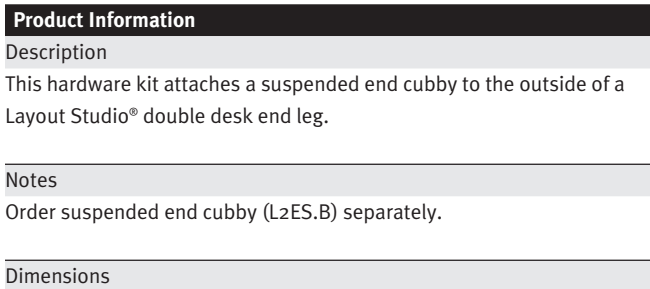 Product Information
Description
This hardware kit attaches a suspended end cubby to the outside of a
Layout Studio® double desk end leg.
Notes
Order suspended end cubby (L2ES.B) separately.
Dimensions